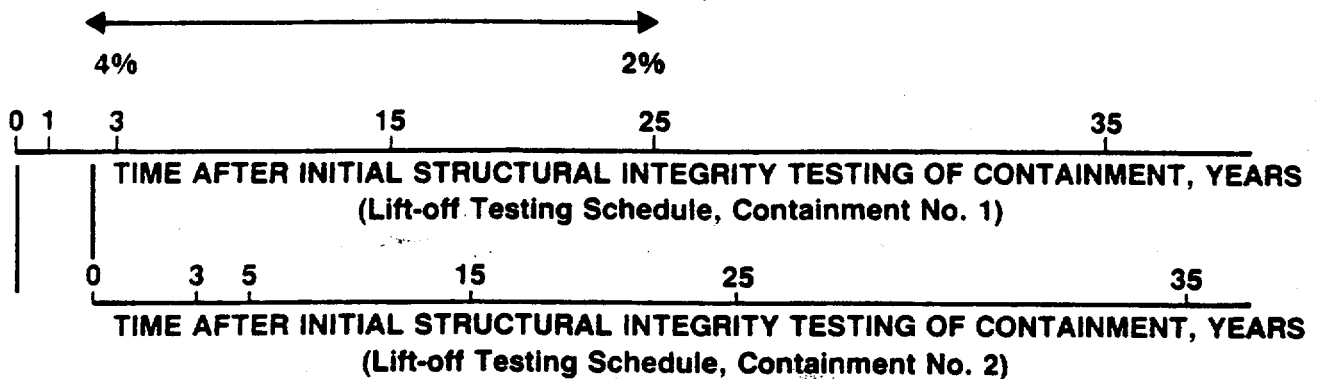 4% 2%
0 1 3 15 25 35
TIME AFTER INITIAL STRUCTURAL INTEGRITY TESTING OF CONTAINMENT, YEARS
(Lift-off Testing Schedule, Containment No. 1)
0 3 5 15 25 35
TIME AFTER INITIAL STRUCTURAL INTEGRITY TESTING OF CONTAINMENT, YEARS
(Lift-off Testing Schedule, Containment No. 2)